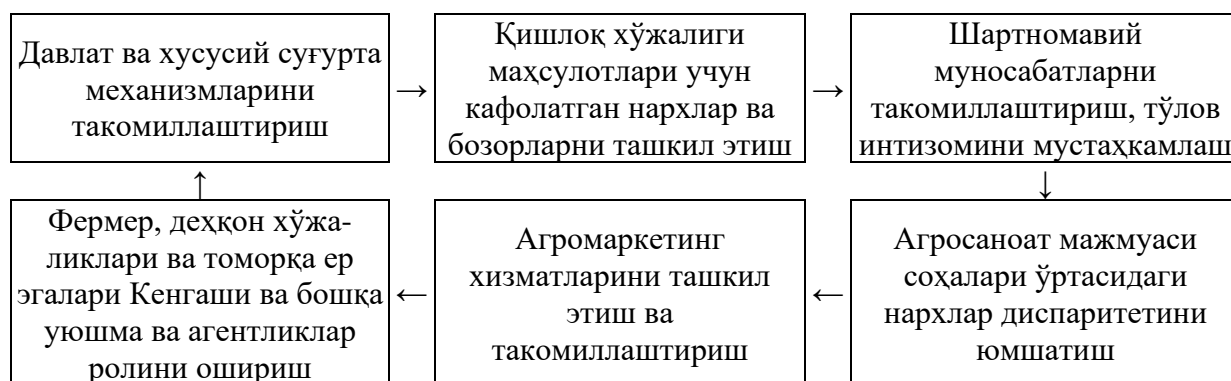 Давлат ва хусусий суғурта
механизмларини
такомиллаштириш
→
Қишлоқ хўжалиги
маҳсулотлари учун
кафолатган нархлар ва
бозорларни ташкил этиш
→
Шартномавий
муносабатларни
такомиллаштириш, тўлов
интизомини мустаҳкамлаш
↑
↓
Фермер, деҳқон хўжа-
ликлари ва томорқа ер
эгалари Кенгаши ва бошқа
уюшма ва агентликлар
ролини ошириш
←
Агромаркетинг
хизматларини ташкил
этиш ва
такомиллаштириш
←
Агросаноат мажмуаси
соҳалари ўртасидаги
нархлар диспаритетини
юмшатиш